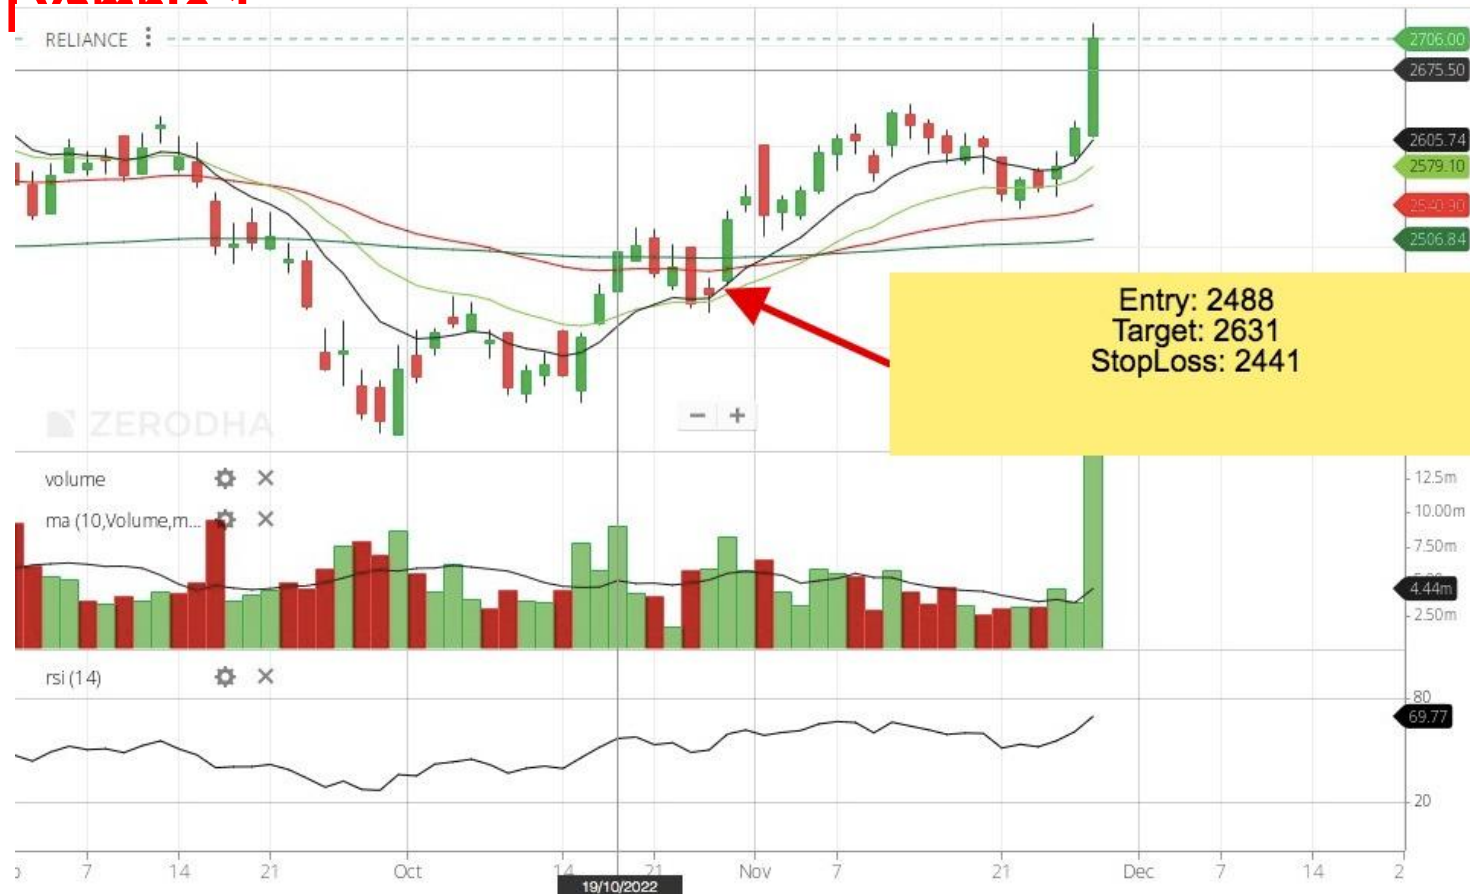 RELIANCE
2706.00
2675.50
2605.74
2579.10
2540.90
2506.84
Entry: 2488
Target: 2631
StopLoss: 2441
ZERODHA
− +
volume
12.5m
ma (10,Volume,m...
10.00m
7.50m
4.44m
2.50m
rsi (14)
80
69.77
20
7 14 21 Oct 14 21 Nov 7 21 Dec 7 14 2
19/10/2022